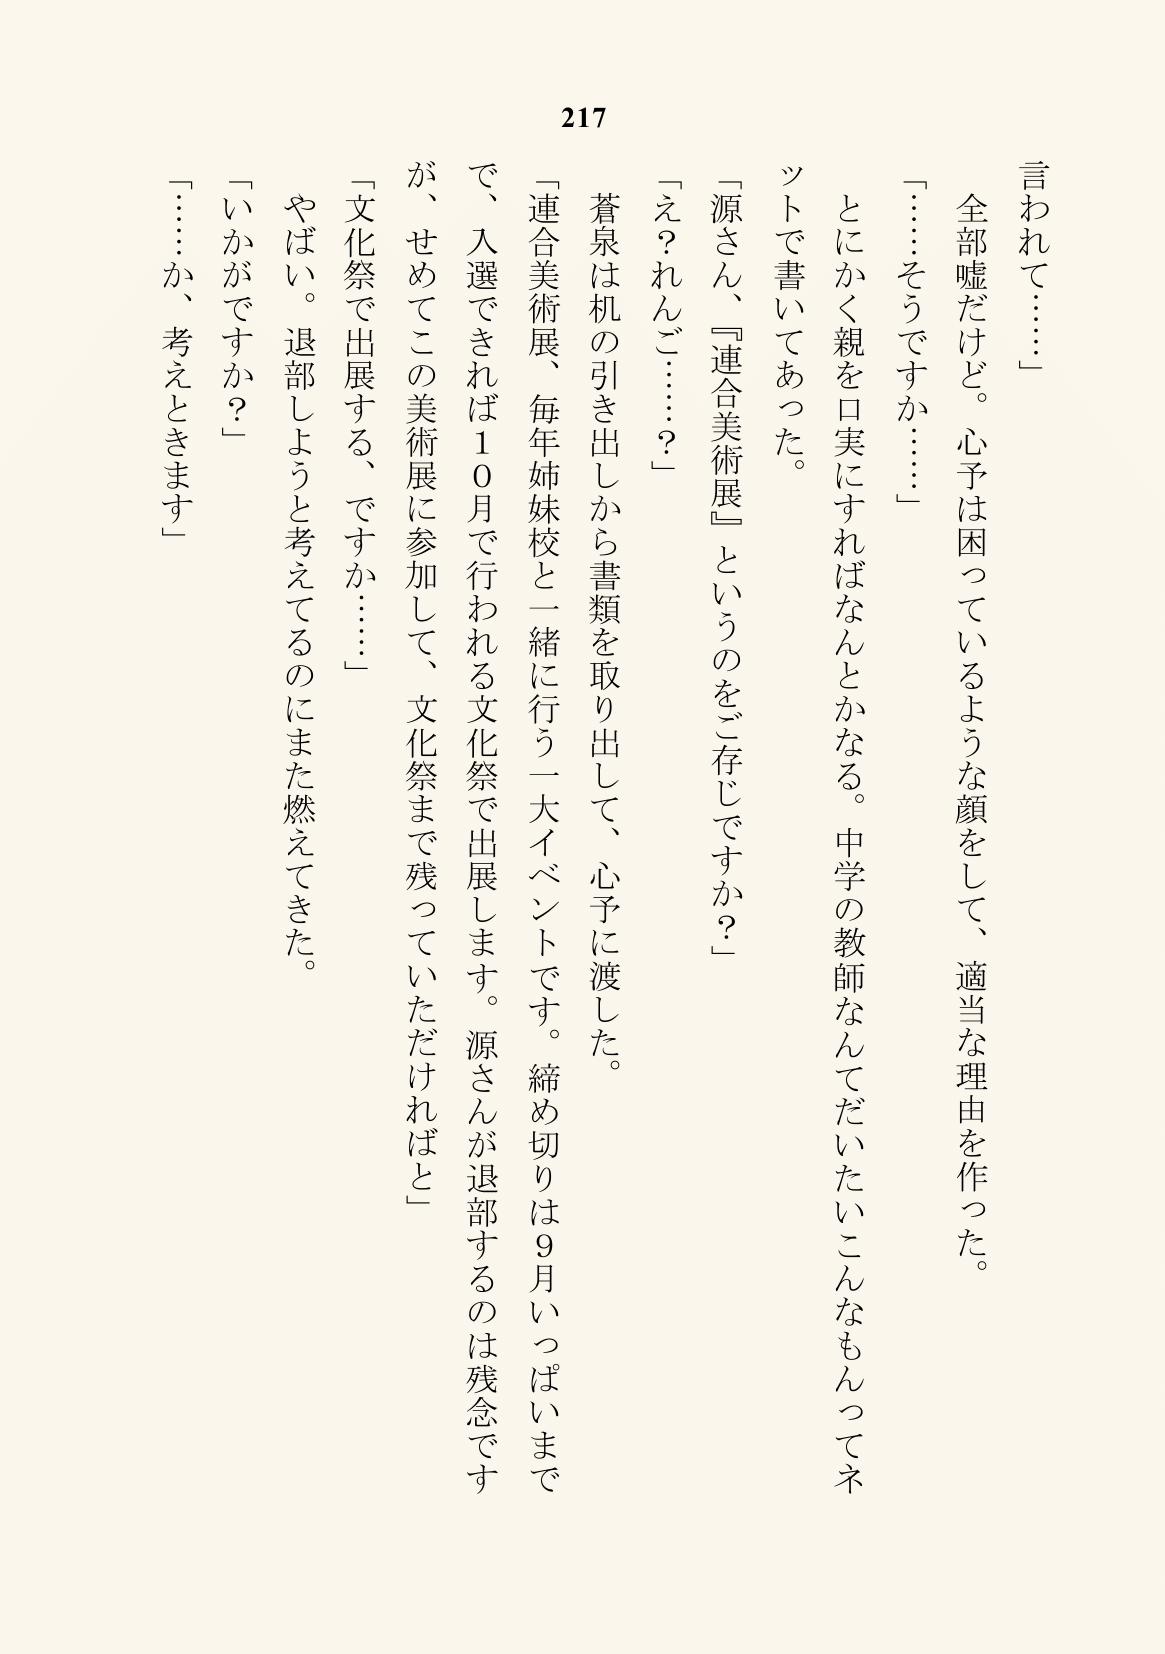 217
言われて……」
　全部嘘だけど。心予は困っているような顔をして、適当な理由を作った。
「……そうですか……」
　とにかく親を口実にすればなんとかなる。中学の教師なんてだいたいこんなもんってネ
ットで書いてあった。
「源さん、『連合美術展』というのをご存じですか？」
「え？れんご……？」
　蒼泉は机の引き出しから書類を取り出して、心予に渡した。
「連合美術展、毎年姉妹校と一緒に行う一大イベントです。締め切りは９月いっぱいまで
で、入選できれば１０月で行われる文化祭で出展します。源さんが退部するのは残念です
が、せめてこの美術展に参加して、文化祭まで残っていただければと」
「文化祭で出展する、ですか……」
　やばい。退部しようと考えてるのにまた燃えてきた。
「いかがですか？」
「……か、考えときます」